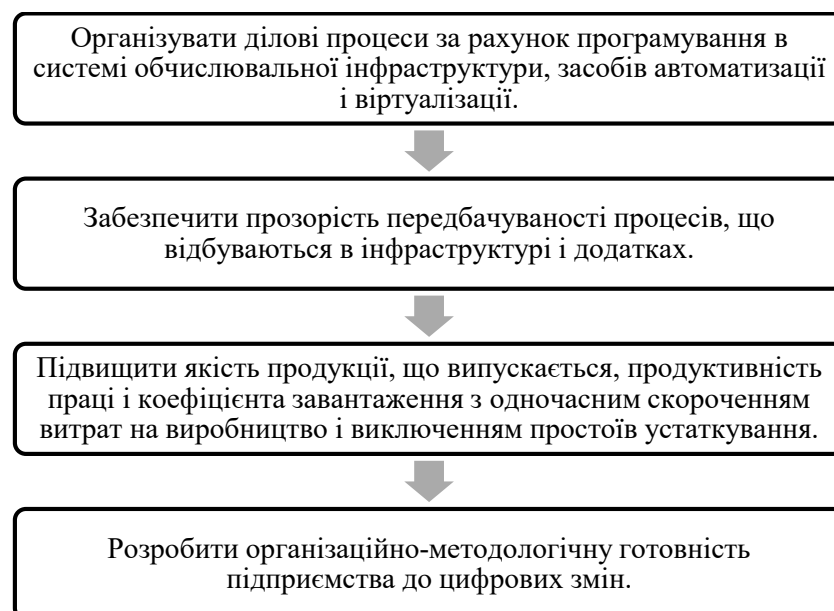 Організувати ділові процеси за рахунок програмування в
системі обчислювальної інфраструктури, засобів автоматизації
і віртуалізації.
Забезпечити прозорість передбачуваності процесів, що
відбуваються в інфраструктурі і додатках.
Підвищити якість продукції, що випускається, продуктивність
праці і коефіцієнта завантаження з одночасним скороченням
витрат на виробництво і виключенням простоїв устаткування.
Розробити організаційно-методологічну готовність
підприємства до цифрових змін.